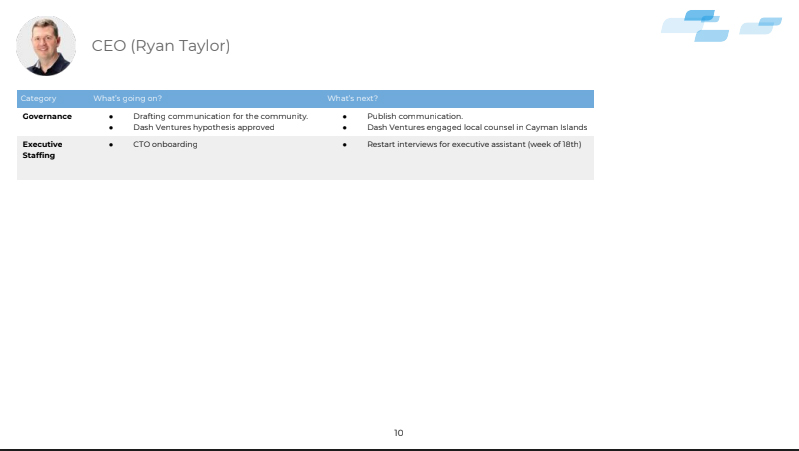 CEO (Ryan Taylor)
Category What's going on? What's next?
Governance ● Drafting communication for the community. ● Publish communication.
● Dash Ventures hypothesis approved ● Dash Ventures engaged local counsel in Cayman Islands
Executive ● CTO onboarding ● Restart interviews for executive assistant (week of 18th)
Staffing
10